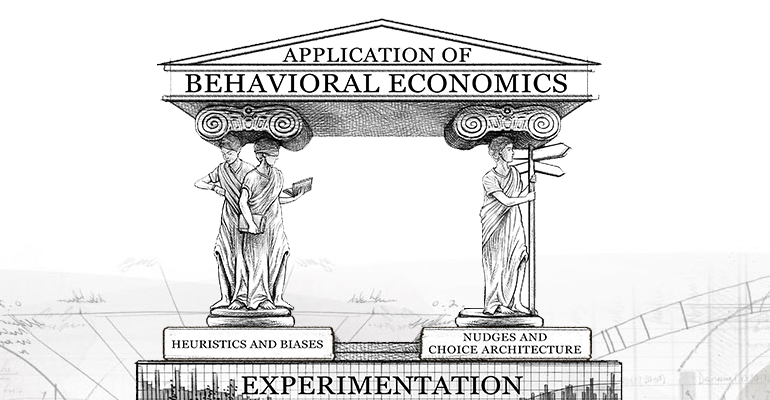 APPLICATION OF
BEHAVIORAL ECONOMICS
HEURISTICS AND BIASES
NUDGES AND
CHOICE ARCHITECTURE
EXPERIMENTATION